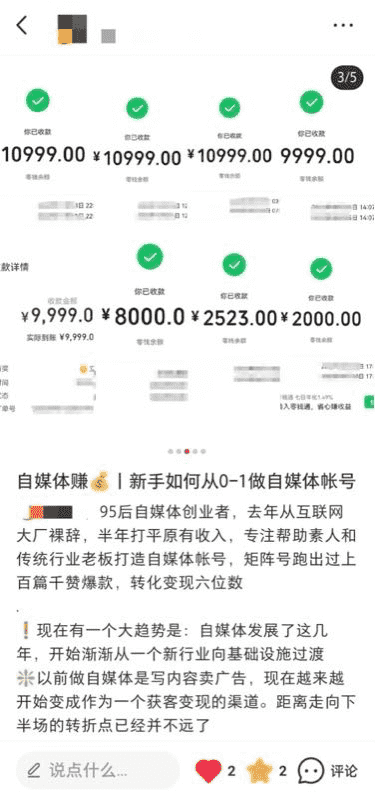 3/5
你已收款
你已收款
你已收款
你已收款
10999.00
¥10999.00
¥10999.00
9999.00
零钱余额
零钱余额
零钱余额
零钱余额
款详情
收款金额
¥9,999.0
实际到账 ¥9,999.0
你已收款
¥8000.0
零钱余额
你已收款
¥2523.00
零钱余额
你已收款
¥2000.00
零钱余额
自媒体赚💰丨新手如何从0-1做自媒体帐号
95后自媒体创业者，去年从互联网
大厂裸辞，半年打平原有收入，专注帮助素人和
传统行业老板打造自媒体帐号，矩阵号跑出过上
百篇千赞爆款，转化变现六位数
.
❗现在有一个大趋势是：自媒体发展了这几
年，开始渐渐从一个新行业向基础设施过渡
以前做自媒体是写内容卖广告，现在越来越
开始变成作为一个获客变现的渠道。距离走向下
半场的转折点已经并不远了
说点什么...
2
2
评论